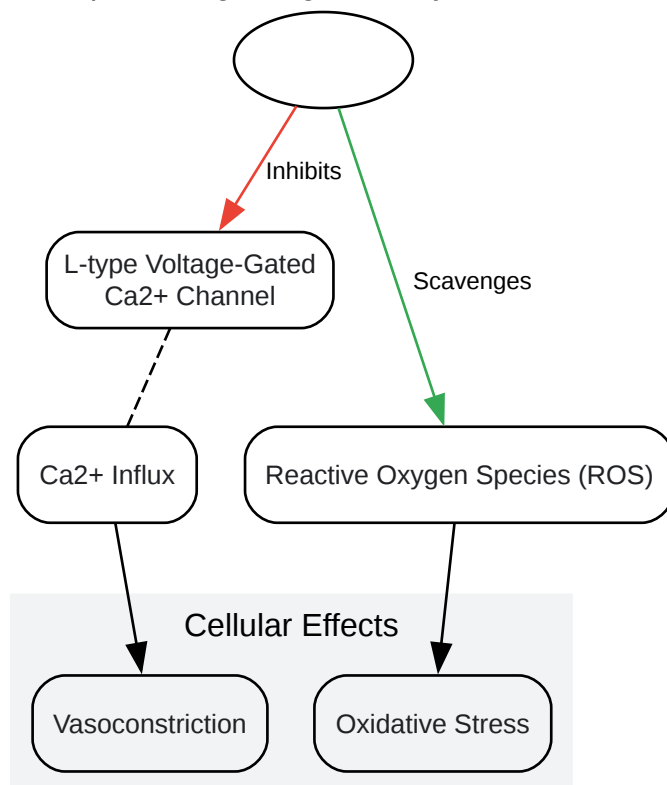 Inhibits
L-type Voltage-Gated
Ca2+ Channel
Scavenges
Ca2+ Influx
Reactive Oxygen Species (ROS)
Cellular Effects
Vasoconstriction
Oxidative Stress